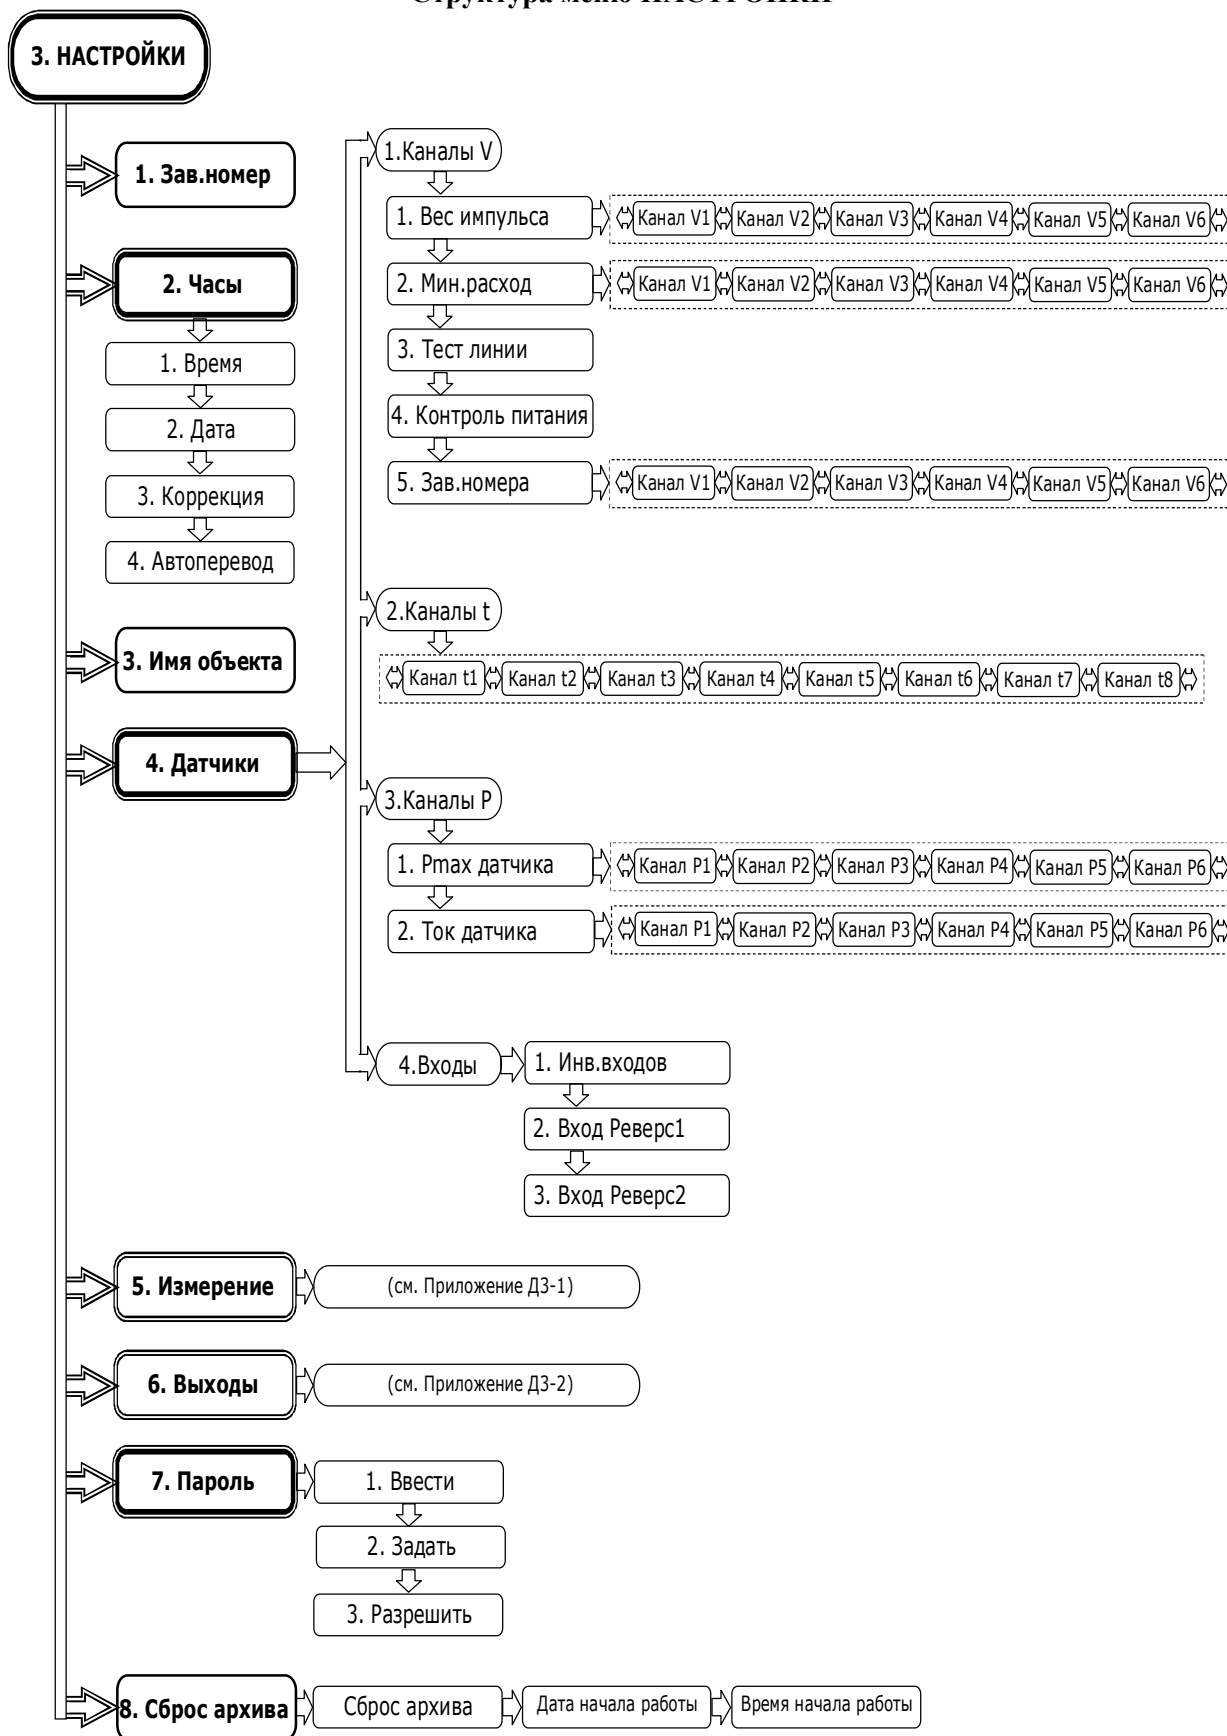 Структура меню НАСТРОЙКИ
3. НАСТРОЙКИ
1. Зав.номер
2. Часы
1. Время
2. Дата
3. Коррекция
4. Автоперевод
3. Имя объекта
4. Датчики
1.Каналы V
1. Вес импульса
Канал V1 Канал V2 Канал V3 Канал V4 Канал V5 Канал V6
2. Мин.расход
Канал V1 Канал V2 Канал V3 Канал V4 Канал V5 Канал V6
3. Тест линии
4. Контроль питания
5. Зав.номера
Канал V1 Канал V2 Канал V3 Канал V4 Канал V5 Канал V6
2.Каналы t
Канал t1 Канал t2 Канал t3 Канал t4 Канал t5 Канал t6 Канал t7 Канал t8
3.Каналы P
1. Pmax датчика
Канал P1 Канал P2 Канал P3 Канал P4 Канал P5 Канал P6
2. Ток датчика
Канал P1 Канал P2 Канал P3 Канал P4 Канал P5 Канал P6
4.Входы
1. Инв.входов
2. Вход Реверс1
3. Вход Реверс2
5. Измерение
(см. Приложение Д3-1)
6. Выходы
(см. Приложение Д3-2)
7. Пароль
1. Ввести
2. Задать
3. Разрешить
8. Сброс архива
Сброс архива
Дата начала работы
Время начала работы